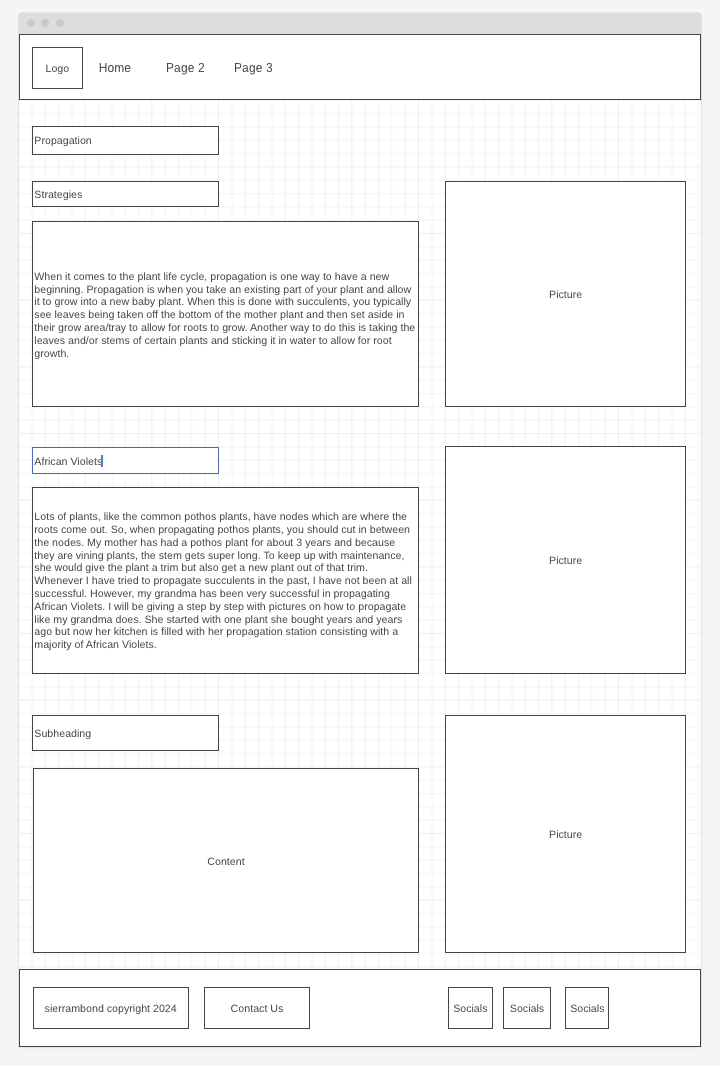 Logo Home Page 2 Page 3
Propagation
Strategies
When it comes to the plant life cycle, propagation is one way to have a new
beginning. Propagation is when you take an existing part of your plant and allow
it to grow into a new baby plant. When this is done with succulents, you typically
see leaves being taken off the bottom of the mother plant and then set aside in
their grow area/tray to allow for roots to grow. Another way to do this is taking the
leaves and/or stems of certain plants and sticking it in water to allow for root
growth.
Picture
African Violets
Lots of plants, like the common pothos plants, have nodes which are where the
roots come out. So, when propagating pothos plants, you should cut in between
the nodes. My mother has had a pothos plant for about 3 years and because
they are vining plants, the stem gets super long. To keep up with maintenance,
she would give the plant a trim but also get a new plant out of that trim.
Whenever I have tried to propagate succulents in the past, I have not been at all
successful. However, my grandma has been very successful in propagating
African Violets. I will be giving a step by step with pictures on how to propagate
like my grandma does. She started with one plant she bought years and years
ago but now her kitchen is filled with her propagation station consisting with a
majority of African Violets.
Picture
Subheading
Content
Picture
sierrambond copyright 2024 Contact Us Socials Socials Socials